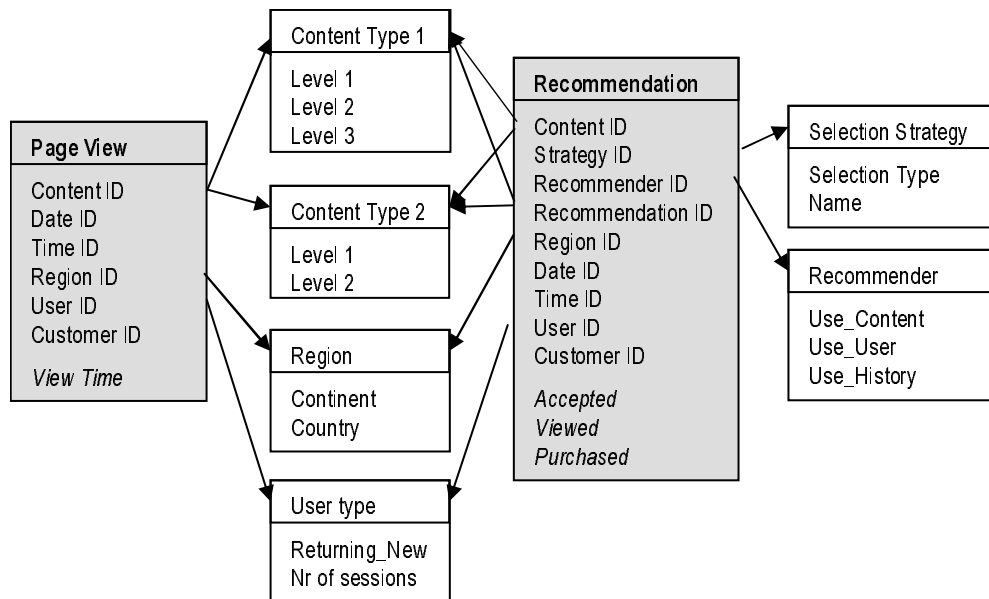 Page View
Content ID
Date ID
Time ID
Region ID
User ID
Customer ID
View Time
Content Type 1
Level 1
Level 2
Level 3
Content Type 2
Level 1
Level 2
Region
Continent
Country
User type
Returning_New
Nr of sessions
Recommendation
Content ID
Strategy ID
Recommender ID
Recommendation ID
Region ID
Date ID
Time ID
User ID
Customer ID
Accepted
Viewed
Purchased
Selection Strategy
Selection Type
Name
Recommender
Use_Content
Use_User
Use_History